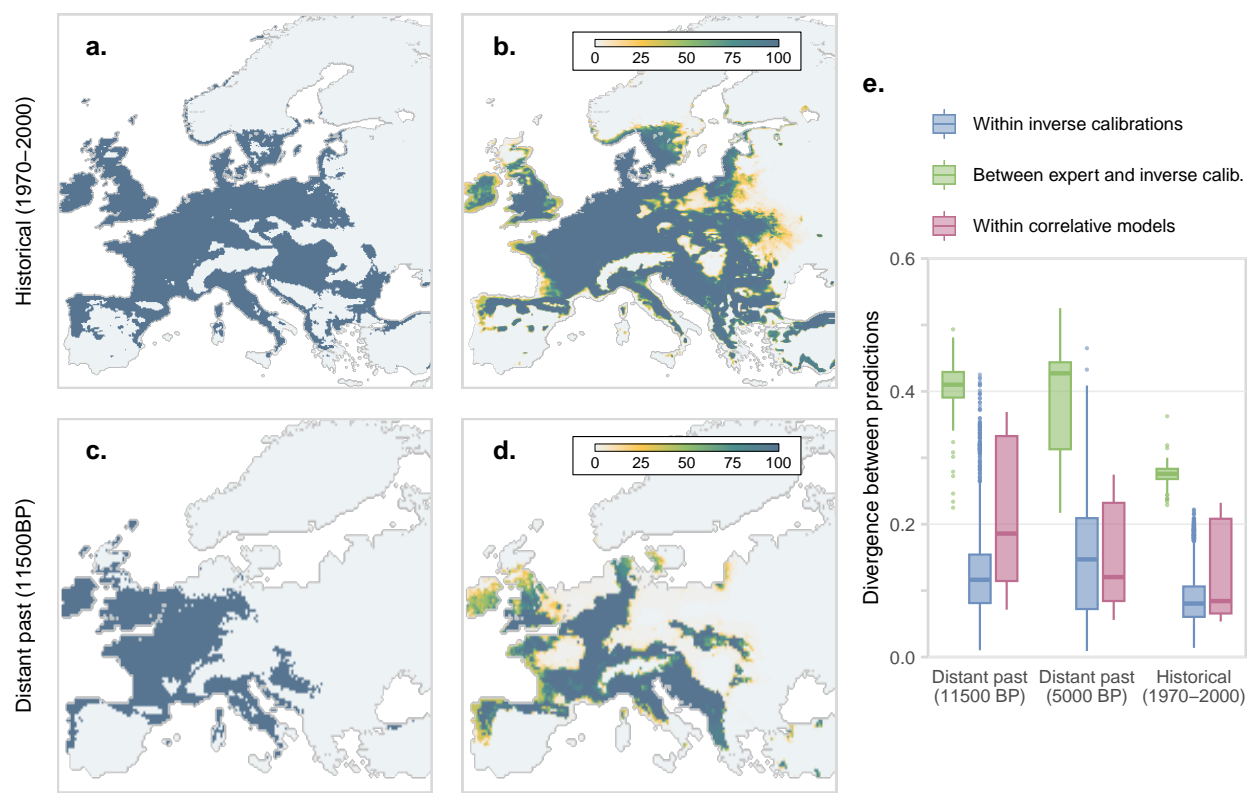 a.
b.
0 25 50 75 100
Historical (1970−2000)
c.
d.
0 25 50 75 100
Distant past (11500BP)
e.
Within inverse calibrations
Between expert and inverse calib.
Within correlative models
Divergence between predictions
0.6
0.4
0.2
0.0
Distant past
(11500 BP)
Distant past
(5000 BP)
Historical
(1970−2000)